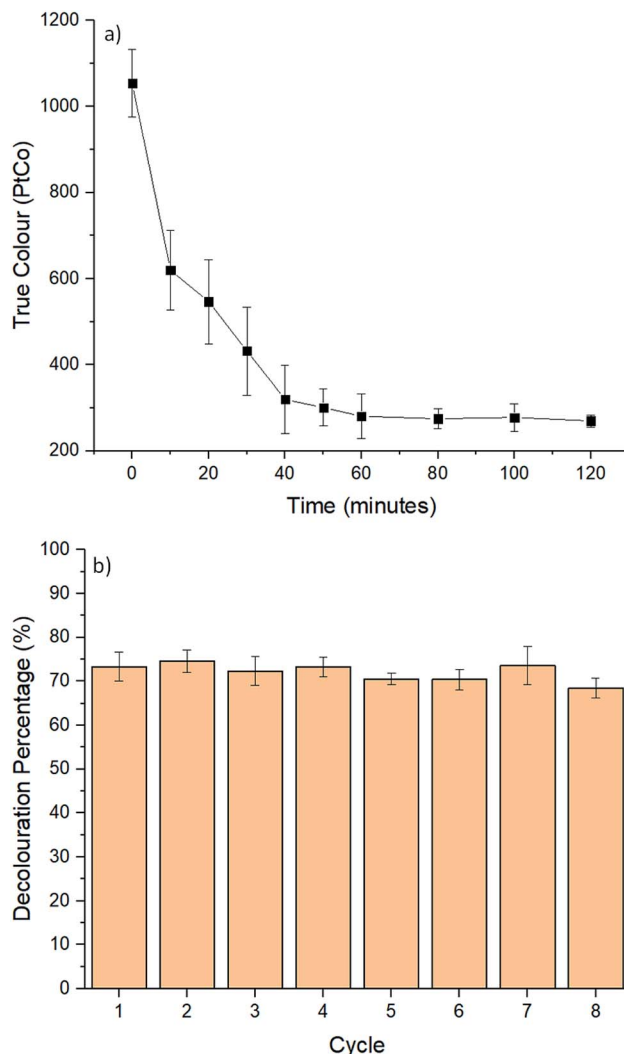 a)
1200
1000
800
600
400
200
True Colour (PtCo)
0 20 40 60 80 100 120
Time (minutes)
b)
100
90
80
70
60
50
40
30
20
10
0
Decolouration Percentage (%)
1 2 3 4 5 6 7 8
Cycle